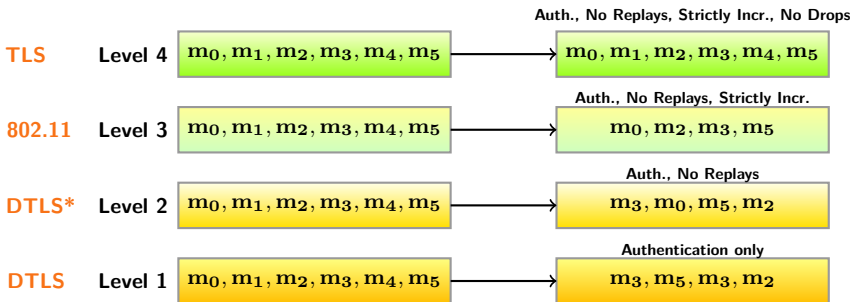 Auth., No Replays, Strictly Incr., No Drops
TLS Level 4 m0, m1, m2, m3, m4, m5 m0, m1, m2, m3, m4, m5
Auth., No Replays, Strictly Incr.
802.11 Level 3 m0, m1, m2, m3, m4, m5 m0, m2, m3, m5
Auth., No Replays
DTLS* Level 2 m0, m1, m2, m3, m4, m5 m3, m0, m5, m2
Authentication only
DTLS Level 1 m0, m1, m2, m3, m4, m5 m3, m5, m3, m2